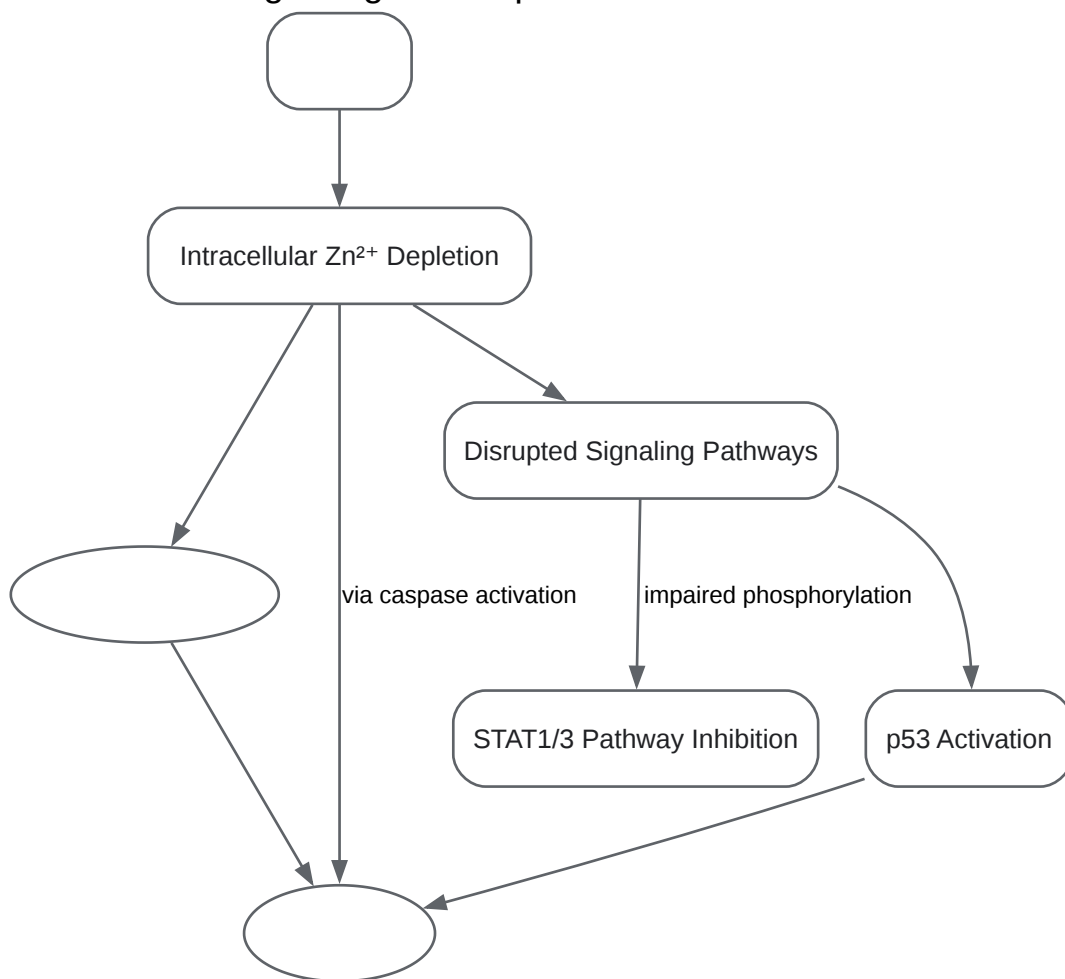 Intracellular Zn²⁺ Depletion
Disrupted Signaling Pathways
via caspase activation
impaired phosphorylation
STAT1/3 Pathway Inhibition
p53 Activation